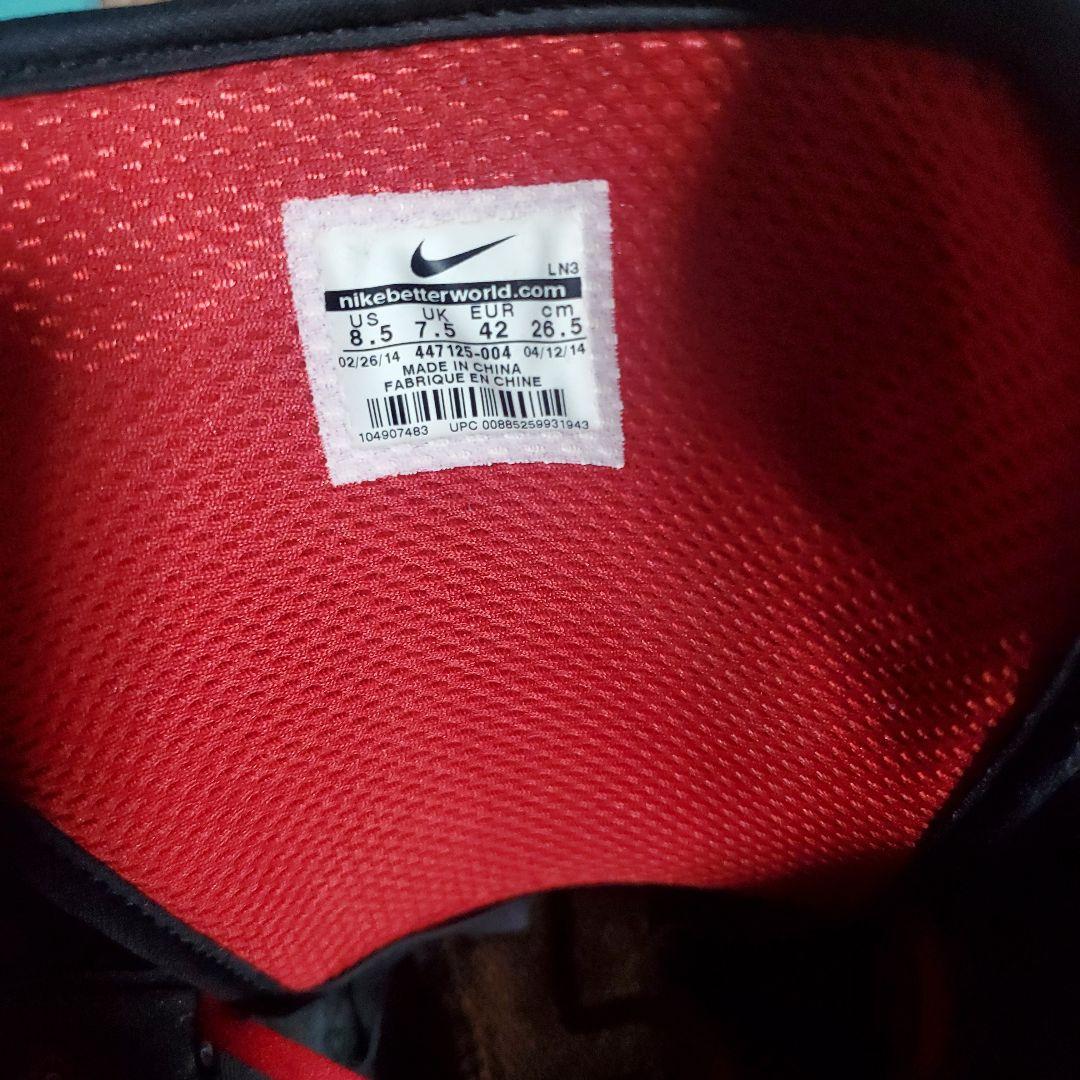 LN3
nikebetterworld.com
US UK EUR cm
8.5 7.5 42 26.5
02/26/14 447125-004 04/12/14
MADE IN CHINA
FABRIQUE EN CHINE
104907483 UPC 00885259931943